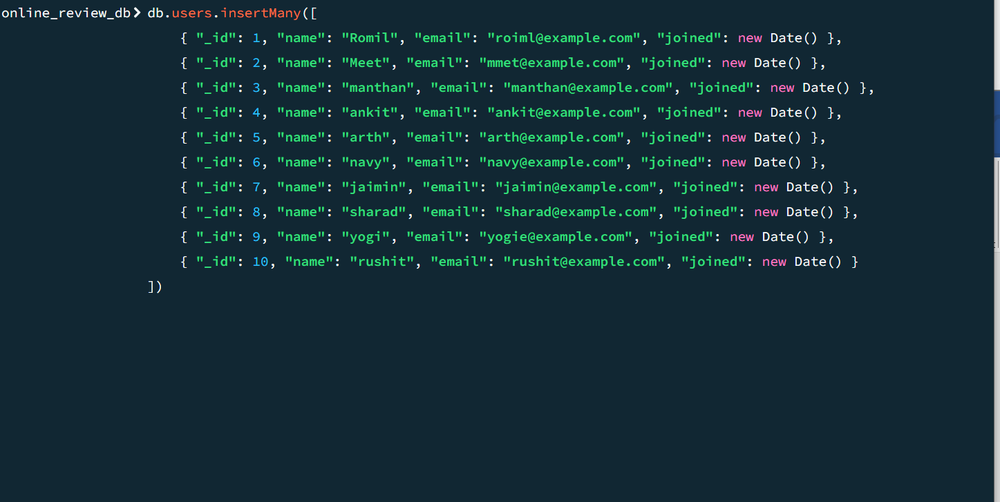 online_review_db> db.users.insertMany([
{ "_id": 1, "name": "Romil", "email": "roiml@example.com", "joined": new Date() },
{ "_id": 2, "name": "Meet", "email": "mmet@example.com", "joined": new Date() },
{ "_id": 3, "name": "manthan", "email": "manthan@example.com", "joined": new Date() },
{ "_id": 4, "name": "ankit", "email": "ankit@example.com", "joined": new Date() },
{ "_id": 5, "name": "arth", "email": "arth@example.com", "joined": new Date() },
{ "_id": 6, "name": "navy", "email": "navy@example.com", "joined": new Date() },
{ "_id": 7, "name": "jaimin", "email": "jaimin@example.com", "joined": new Date() },
{ "_id": 8, "name": "sharad", "email": "sharad@example.com", "joined": new Date() },
{ "_id": 9, "name": "yogi", "email": "yogie@example.com", "joined": new Date() },
{ "_id": 10, "name": "rushit", "email": "rushit@example.com", "joined": new Date() }
])